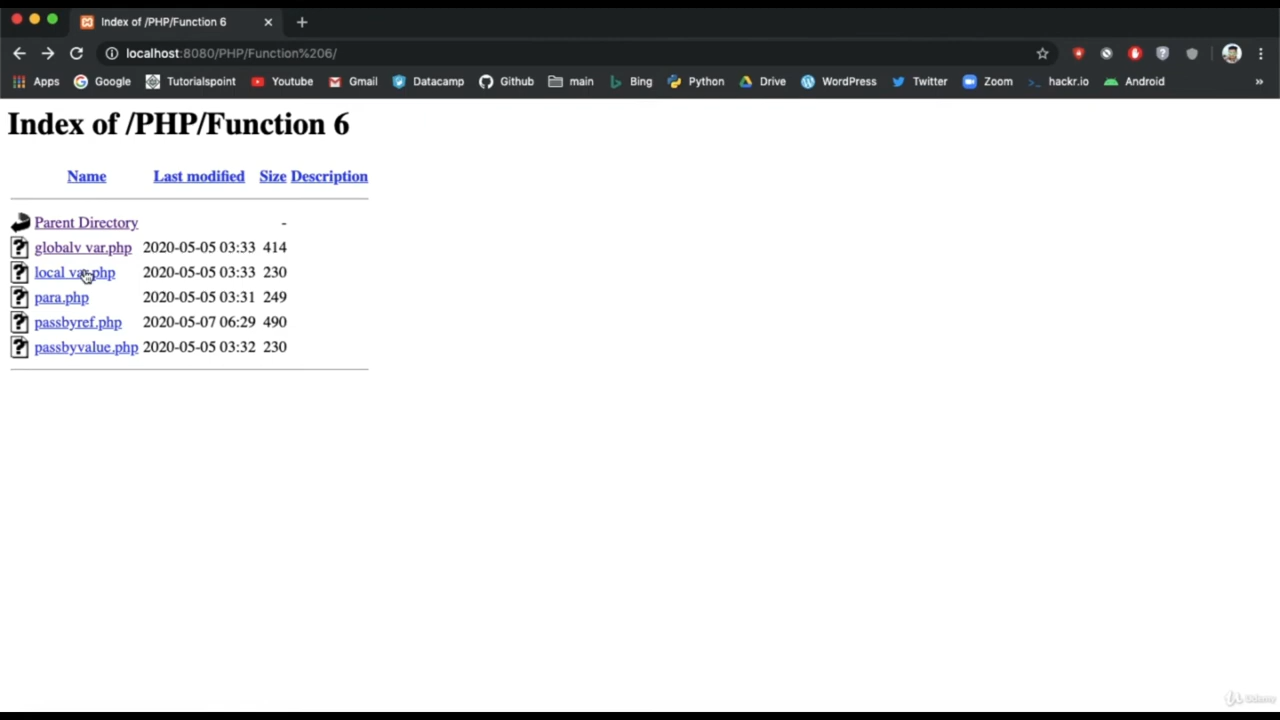 Index of /PHP/Function 6
localhost:8080/PHP/Function%206/
Apps Google Tutorialspoint Youtube Gmail Datacamp Github main Bing Python Drive WordPress Twitter Zoom hackr.io Android »
Index of /PHP/Function 6
Name Last modified Size Description
Parent Directory -
globalv var.php 2020-05-05 03:33 414
local var.php 2020-05-05 03:33 230
para.php 2020-05-05 03:31 249
passbyref.php 2020-05-07 06:29 490
passbyvalue.php 2020-05-05 03:32 230
Udemy